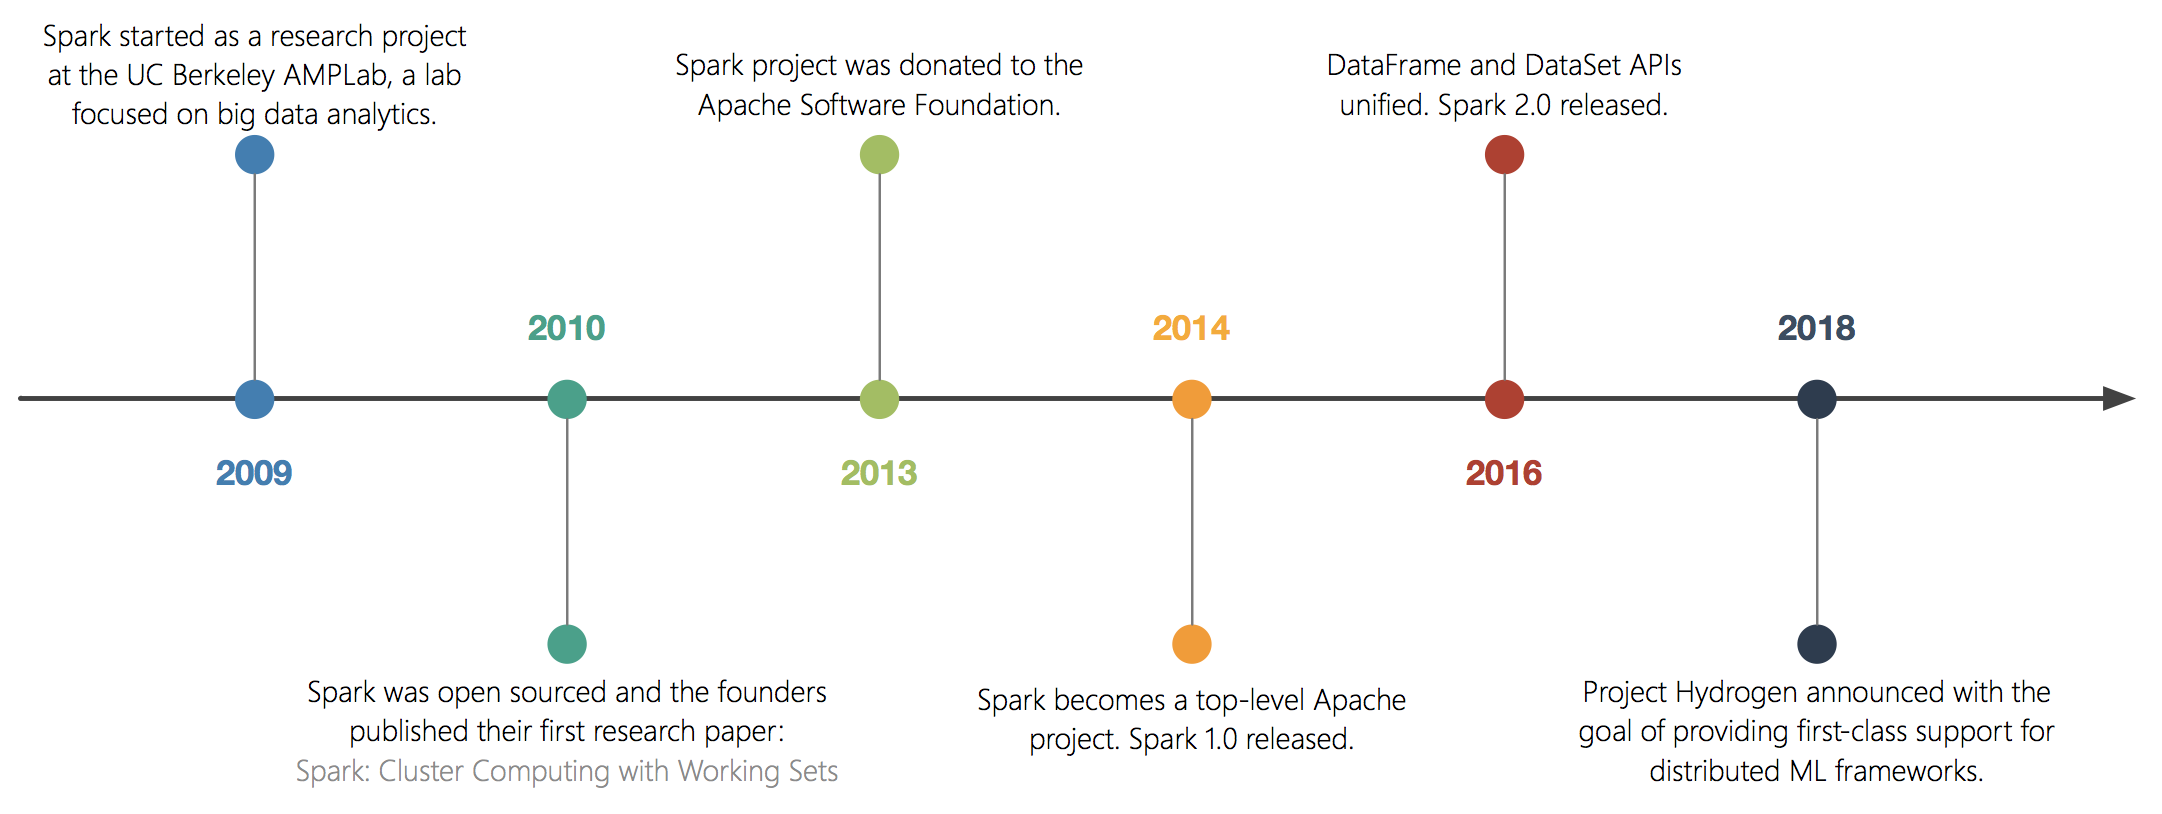 Spark started as a research project
at the UC Berkeley AMPLab, a lab
focused on big data analytics.
2009
2010
Spark was open sourced and the founders
published their first research paper:
Spark: Cluster Computing with Working Sets
Spark project was donated to the
Apache Software Foundation.
2013
2014
Spark becomes a top-level Apache
project. Spark 1.0 released.
DataFrame and DataSet APIs
unified. Spark 2.0 released.
2016
2018
Project Hydrogen announced with the
goal of providing first-class support for
distributed ML frameworks.